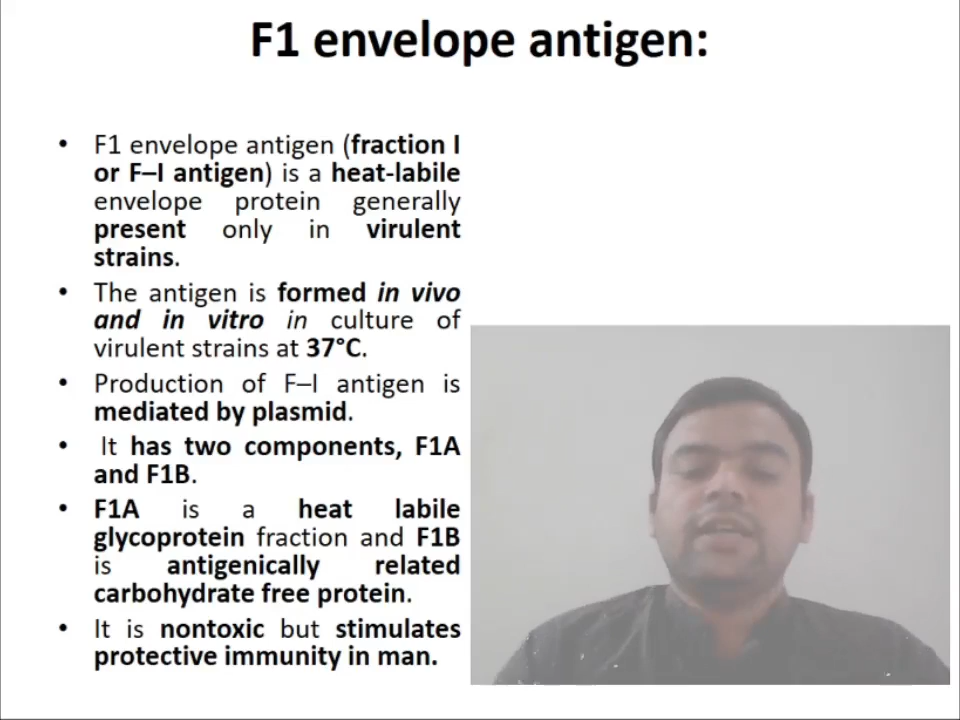 F1 envelope antigen:
• F1 envelope antigen (fraction I
or F–I antigen) is a heat-labile
envelope protein generally
present only in virulent
strains.
• The antigen is formed in vivo
and in vitro in culture of
virulent strains at 37°C.
• Production of F–I antigen is
mediated by plasmid.
• It has two components, F1A
and F1B.
• F1A is a heat labile
glycoprotein fraction and F1B
is antigenically related
carbohydrate free protein.
• It is nontoxic but stimulates
protective immunity in man.